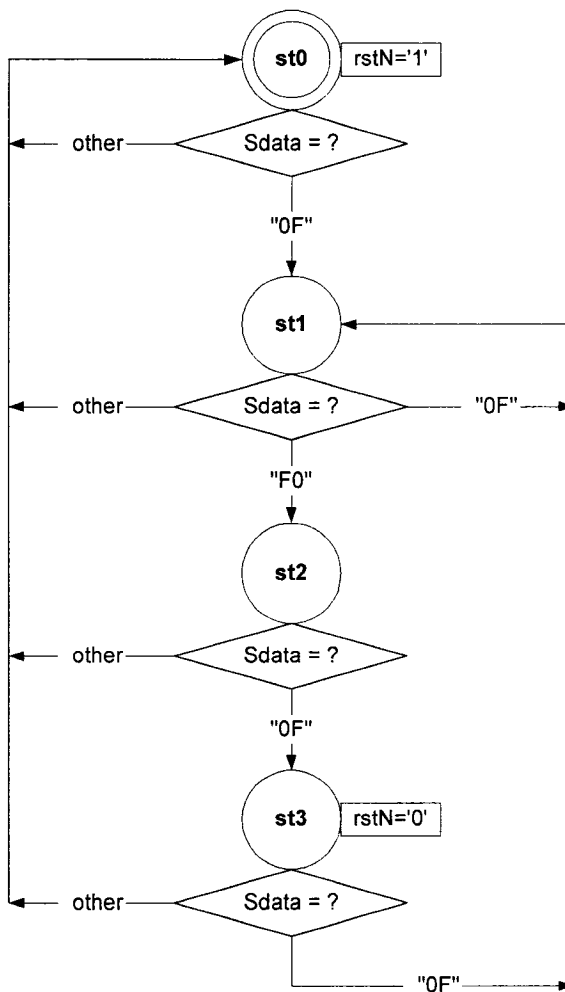 st0
rstN='1'
other
Sdata = ?
"0F"
st1
other
Sdata = ?
"0F"
"F0"
st2
other
Sdata = ?
"0F"
st3
rstN='0'
other
Sdata = ?
"0F"